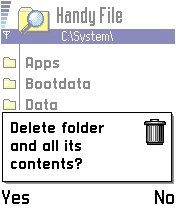 Handy File
C:\System\
Apps
Bootdata
Data
Delete folder
and all its
contents?
Yes No